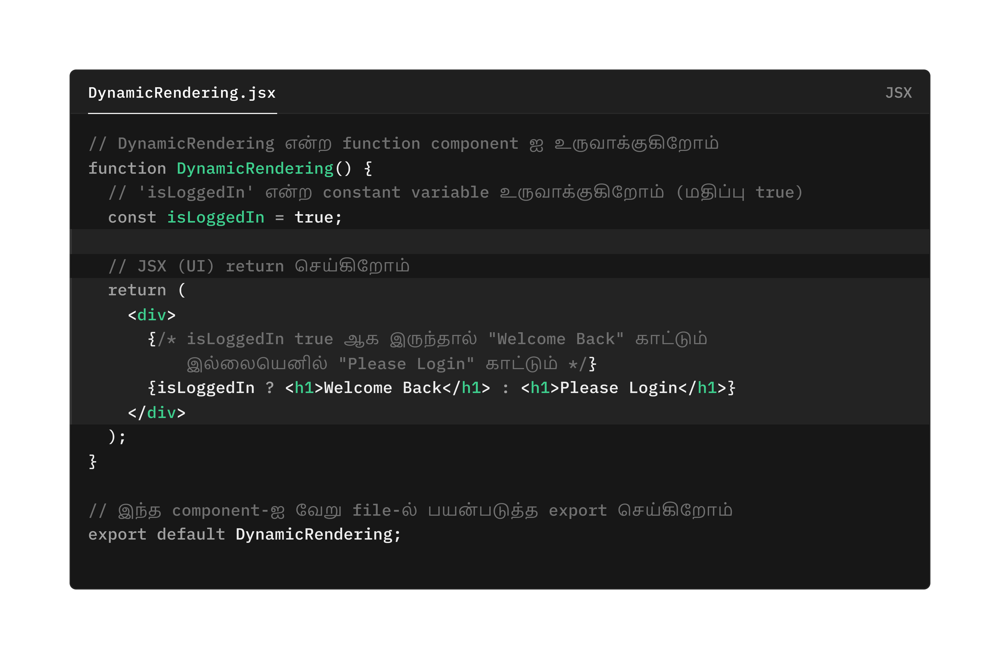 DynamicRendering.jsx
JSX
// DynamicRendering என்ற function component ஐ உருவாக்குகிறோம்
function DynamicRendering() {
  // 'isLoggedIn' என்ற constant variable உருவாக்குகிறோம் (மதிப்பு true)
  const isLoggedIn = true;
  // JSX (UI) return செய்கிறோம்
  return (
    <div>
      {/* isLoggedIn true ஆக இருந்தால் "Welcome Back" காட்டும்
          இல்லையெனில் "Please Login" காட்டும் */}
      {isLoggedIn ? <h1>Welcome Back</h1> : <h1>Please Login</h1>}
    </div>
  );
}
// இந்த component-ஐ வேறு file-ல் பயன்படுத்த export செய்கிறோம்
export default DynamicRendering;